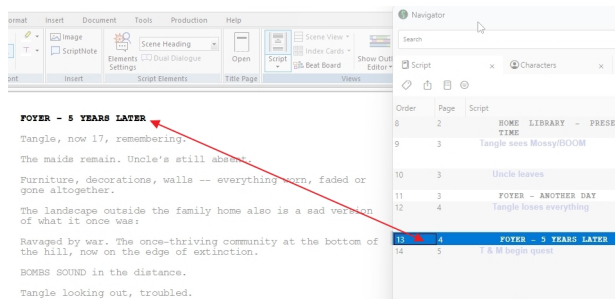 ormat Insert Document Tools Production Help
Image
ScriptNote
Scene Heading
Elements Dual Dialogue
Settings
Open
Script
Scene View
Index Cards
Beat Board
Show Outl
Editor
ont Insert Script Elements Title Page Views
FOYER - 5 YEARS LATER
Tangle, now 17, remembering.
The maids remain. Uncle's still absent.
Furniture, decorations, walls -- everything worn, faded or
gone altogether.
The landscape outside the family home also is a sad version
of what it once was:
Ravaged by war. The once-thriving community at the bottom of
the hill, now on the edge of extinction.
BOMBS SOUND in the distance.
Tangle looking out, troubled.
Navigator
Search
Script × Characters ×
Order Page Script
8 2 HOME LIBRARY - PRESE
TIME
9 3 Tangle sees Mossy/BOOM
10 3 Uncle leaves
11 3 FOYER - ANOTHER DAY
12 4 Tangle loses everything
13 4 FOYER - 5 YEARS LATER
14 5 T & M begin quest